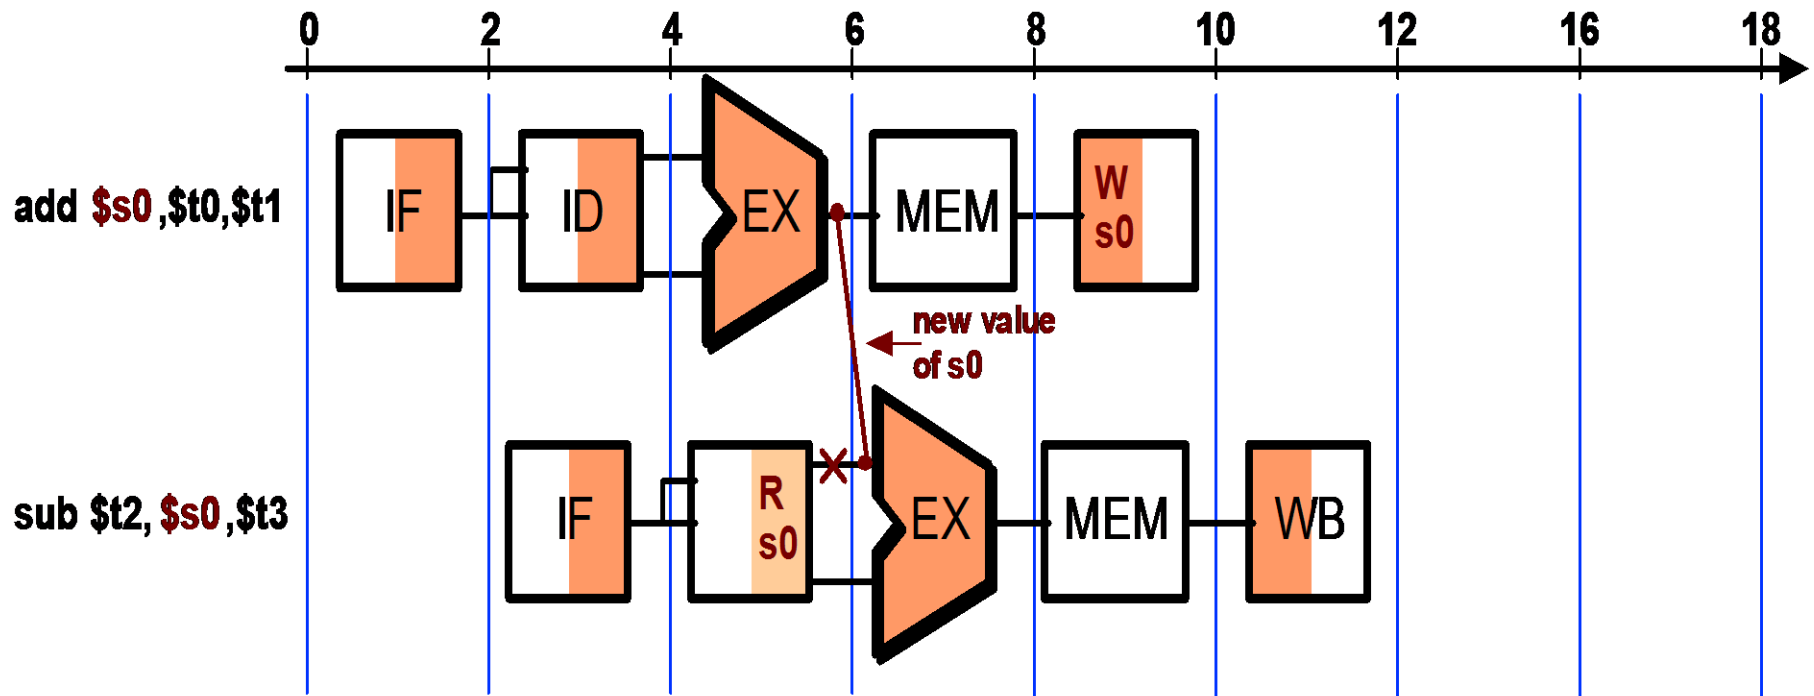 0 2 4 6 8 10 12 16 18
add $s0 ,$t0,$t1
IF ID EX MEM W
s0
new value
of s0
sub $t2, $s0 ,$t3
IF R
s0
EX MEM WB